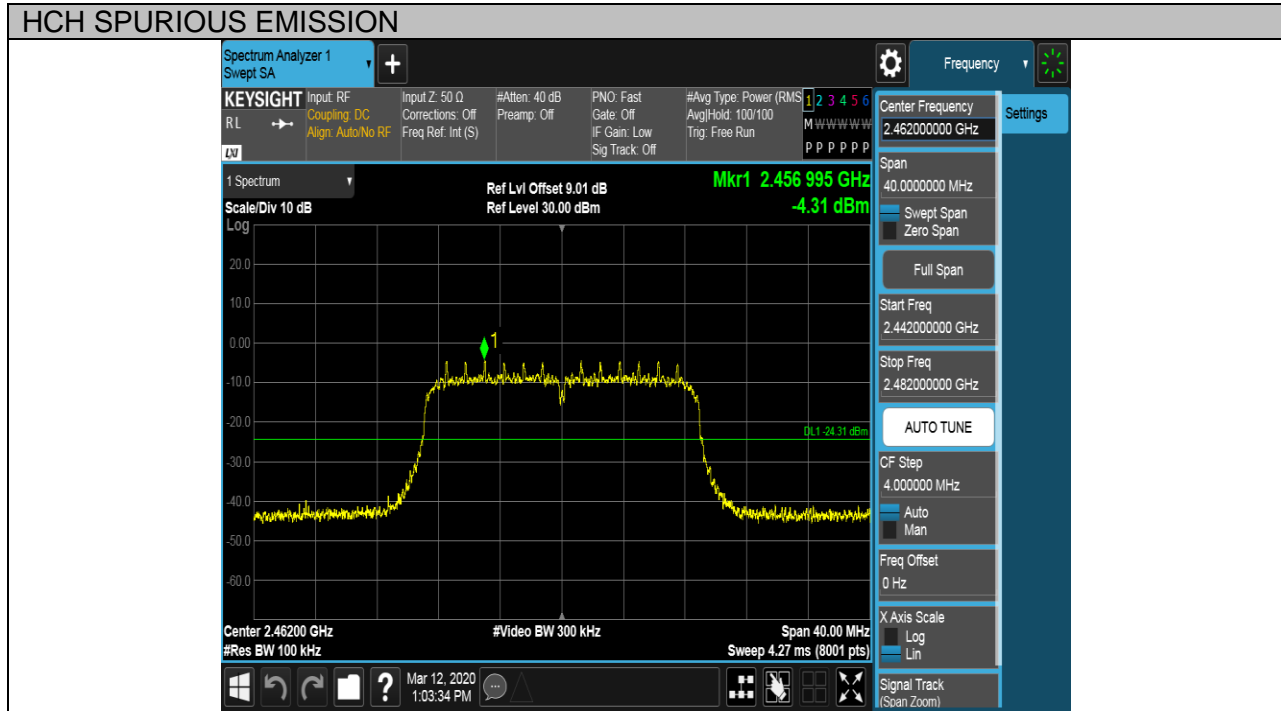 HCH SPURIOUS EMISSION
Spectrum Analyzer 1
Swept SA
+
Frequency
KEYSIGHT
RL
LXI
Input: RF
Coupling: DC
Align: Auto/No RF
Input Z: 50 Ω
Corrections: Off
Freq Ref: Int (S)
#Atten: 40 dB
Preamp: Off
PNO: Fast
Gate: Off
IF Gain: Low
Sig Track: Off
#Avg Type: Power (RMS
Avg|Hold: 100/100
Trig: Free Run
1 2 3 4 5 6
M W W W W W
P P P P P P
1 Spectrum
Scale/Div 10 dB
Ref Lvl Offset 9.01 dB
Ref Level 30.00 dBm
Mkr1 2.456 995 GHz
-4.31 dBm
Log
20.0
10.0
0.00
-10.0
-20.0
-30.0
-40.0
-50.0
-60.0
1
DL1 -24.31 dBm
Center 2.46200 GHz
#Res BW 100 kHz
#Video BW 300 kHz
Span 40.00 MHz
Sweep 4.27 ms (8001 pts)
Center Frequency
2.462000000 GHz
Settings
Span
40.0000000 MHz
Swept Span
Zero Span
Full Span
Start Freq
2.442000000 GHz
Stop Freq
2.482000000 GHz
AUTO TUNE
CF Step
4.000000 MHz
Auto
Man
Freq Offset
0 Hz
X Axis Scale
Log
Lin
Signal Track
(Span Zoom)
?
Mar 12, 2020
1:03:34 PM